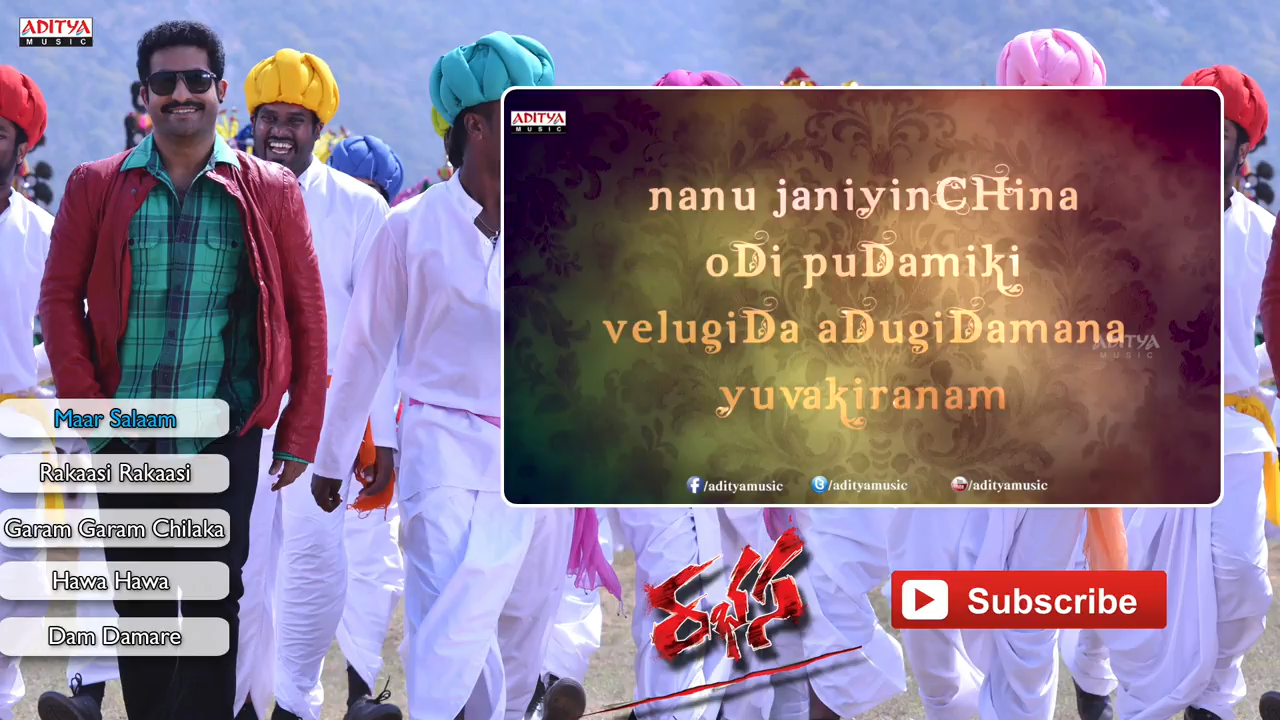 ADITYA
MUSIC
ADITYA
MUSIC
nanu janiyinCHina
oDi puDamiki
velugiDa aDugiDamana
yuvakiranam
ADITYA
MUSIC
/adityamusic /adityamusic /adityamusic
Maar Salaam
Rakaasi Rakaasi
Garam Garam Chilaka
Hawa Hawa
Dam Damare
రభస
Subscribe